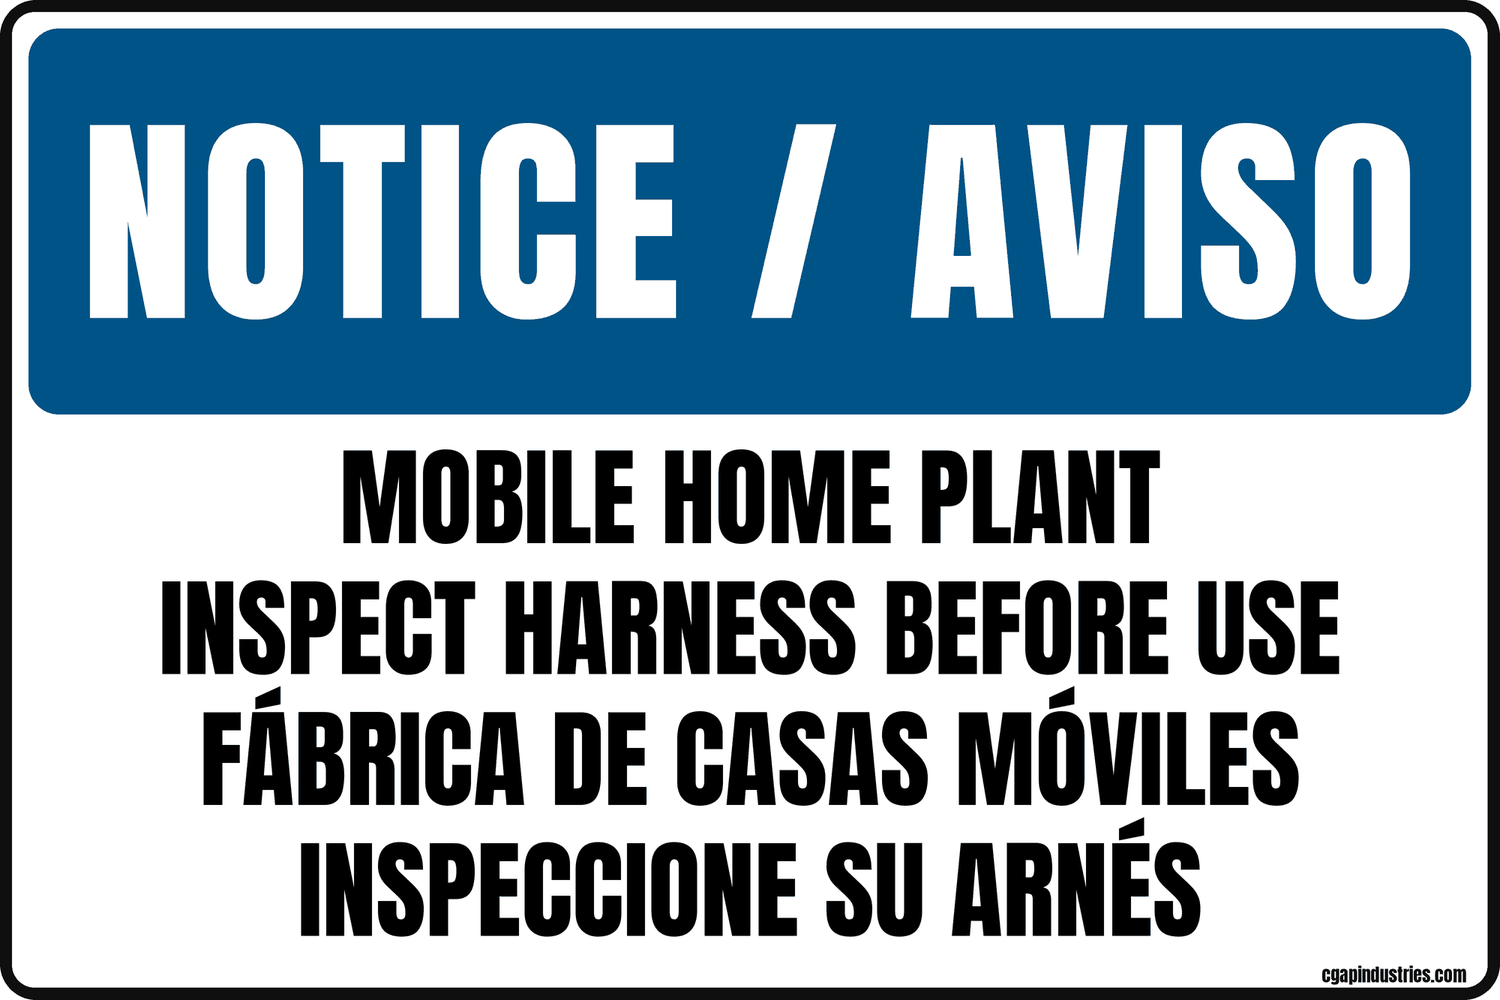 NOTICE / AVISO
MOBILE HOME PLANT
INSPECT HARNESS BEFORE USE
FÁBRICA DE CASAS MÓVILES
INSPECCIONE SU ARNÉS
cgapindustries.com